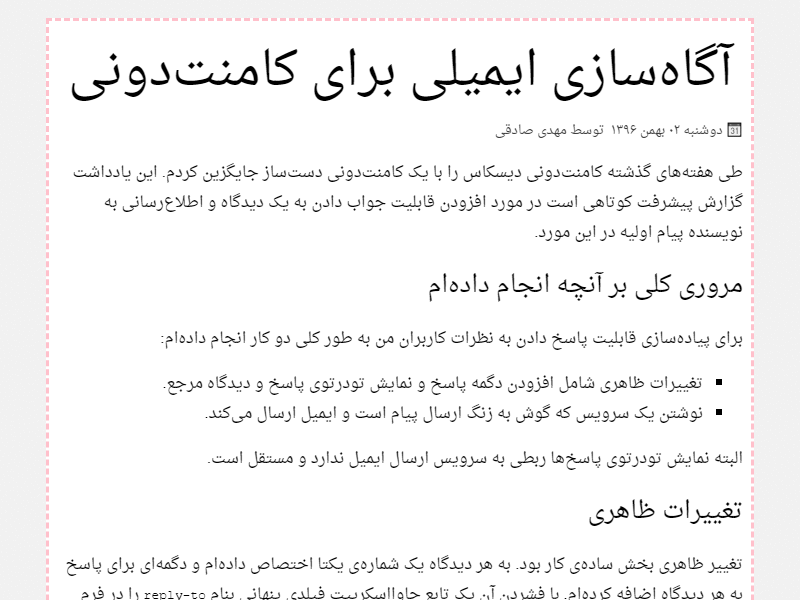 آگاه‌سازی ایمیلی برای کامنت‌دونی
دوشنبه ۰۲ بهمن ۱۳۹۶ توسط مهدی صادقی
طی هفته‌های گذشته کامنت‌دونی دیسکاس را با یک کامنت‌دونی دست‌ساز جایگزین کردم. این یادداشت
گزارش پیشرفت کوتاهی است در مورد افزودن قابلیت جواب دادن به یک دیدگاه و اطلاع‌رسانی به
نویسنده پیام اولیه در این مورد.
مروری کلی بر آنچه انجام داده‌ام
برای پیاده‌سازی قابلیت پاسخ دادن به نظرات کاربران من به طور کلی دو کار انجام داده‌ام:
▪ تغییرات ظاهری شامل افزودن دگمه پاسخ و نمایش تودرتوی پاسخ و دیدگاه مرجع.
▪ نوشتن یک سرویس که گوش به زنگ ارسال پیام است و ایمیل ارسال می‌کند.
البته نمایش تودرتوی پاسخ‌ها ربطی به سرویس ارسال ایمیل ندارد و مستقل است.
تغییرات ظاهری
تغییر ظاهری بخش ساده‌ی کار بود. به هر دیدگاه یک شماره‌ی یکتا اختصاص داده‌ام و دگمه‌ای برای پاسخ
به هر دیدگاه اضافه کرده‌ام. با فشردن آن یک تابع جاوااسکریپت فیلدی پنهانی بنام reply-to را در فرم